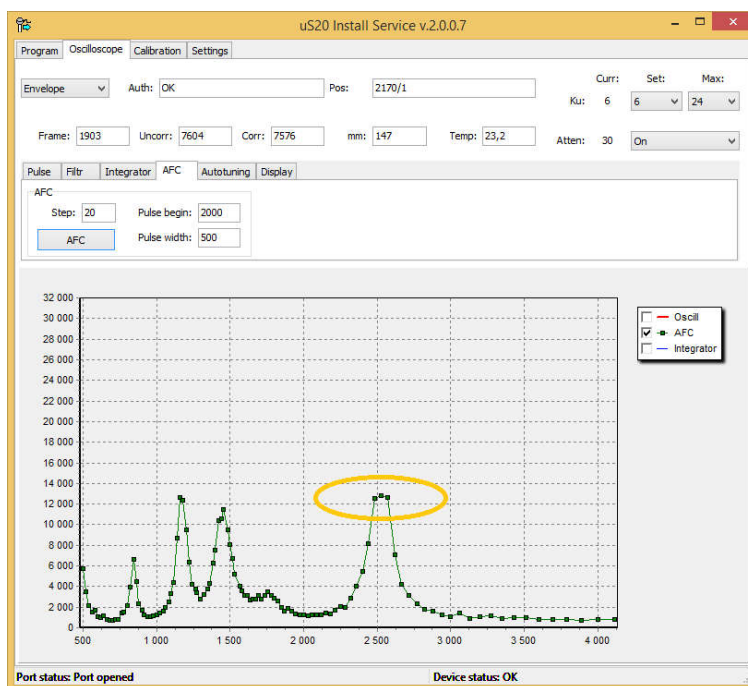 uS20 Install Service v.2.0.0.7
Program Oscilloscope Calibration Settings
Curr: Set: Max:
Envelope Auth: OK Pos: 2170/1
Ku: 6 6 24
Frame: 1903 Uncorr: 7604 Corr: 7576 mm: 147 Temp: 23,2 Atten: 30 On
Pulse Filtr Integrator AFC Autotuning Display
AFC
Step: 20 Pulse begin: 2000
AFC Pulse width: 500
32 000
30 000
28 000
26 000
24 000
22 000
20 000
18 000
16 000
14 000
12 000
10 000
8 000
6 000
4 000
2 000
0
500 1 000 1 500 2 000 2 500 3 000 3 500 4 000
Oscill
AFC
Integrator
Port status: Port opened Device status: OK